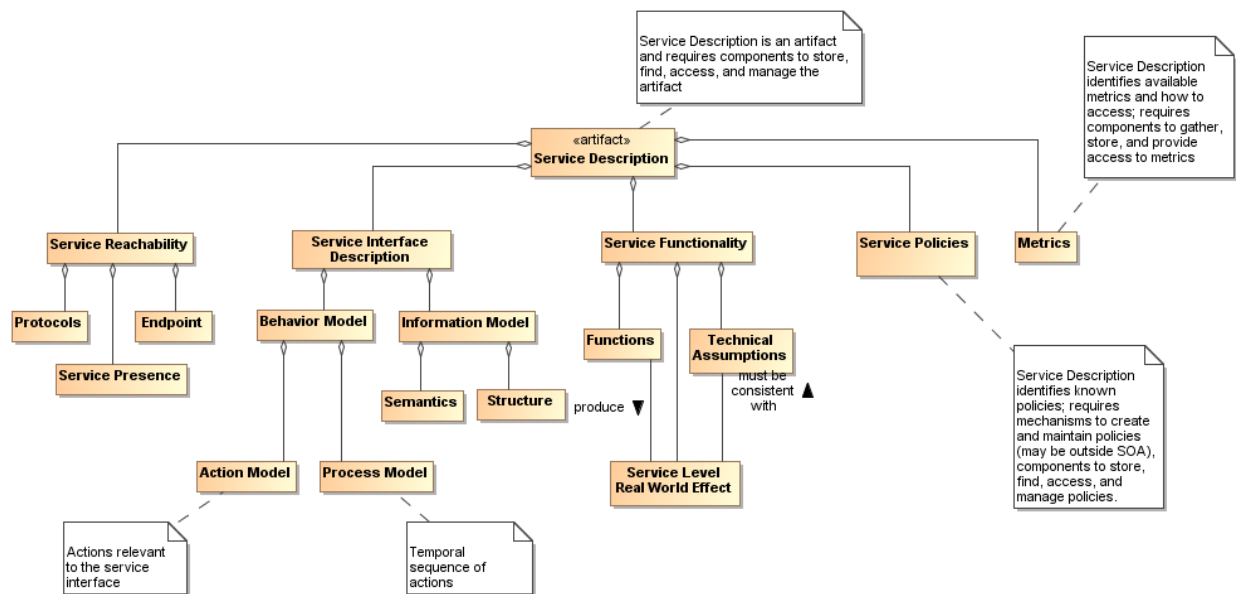 Service Description is an artifact
and requires components to store,
find, access, and manage the
artifact
Service Description
identifies available
metrics and how to
access; requires
components to gather,
store, and provide
access to metrics
«artifact»
Service Description
Service Reachability
Service Interface
Description
Service Functionality
Service Policies
Metrics
Protocols
Endpoint
Service Presence
Behavior Model
Information Model
Semantics
Structure
Functions
Technical
Assumptions
produce
must be
consistent
with
Action Model
Process Model
Service Level
Real World Effect
Service Description
identifies known
policies; requires
mechanisms to create
and maintain policies
(may be outside SOA),
components to store,
find, access, and
manage policies.
Actions relevant
to the service
interface
Temporal
sequence of
actions